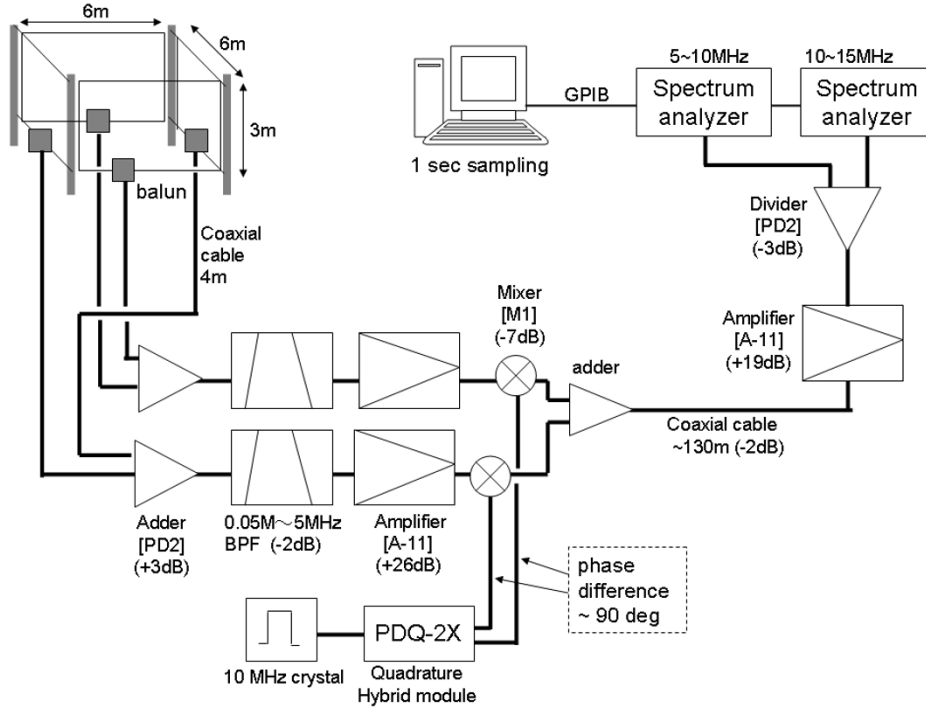 6m
6m
3m
balun
Coaxial
cable
4m
5~10MHz
10~15MHz
GPIB
Spectrum
analyzer
Spectrum
analyzer
1 sec sampling
Divider
[PD2]
(-3dB)
Mixer
[M1]
(-7dB)
Amplifier
[A-11]
(+19dB)
adder
Coaxial cable
~130m (-2dB)
Adder
[PD2]
(+3dB)
0.05M～5MHz
BPF (-2dB)
Amplifier
[A-11]
(+26dB)
phase
difference
~ 90 deg
PDQ-2X
10 MHz crystal
Quadrature
Hybrid module